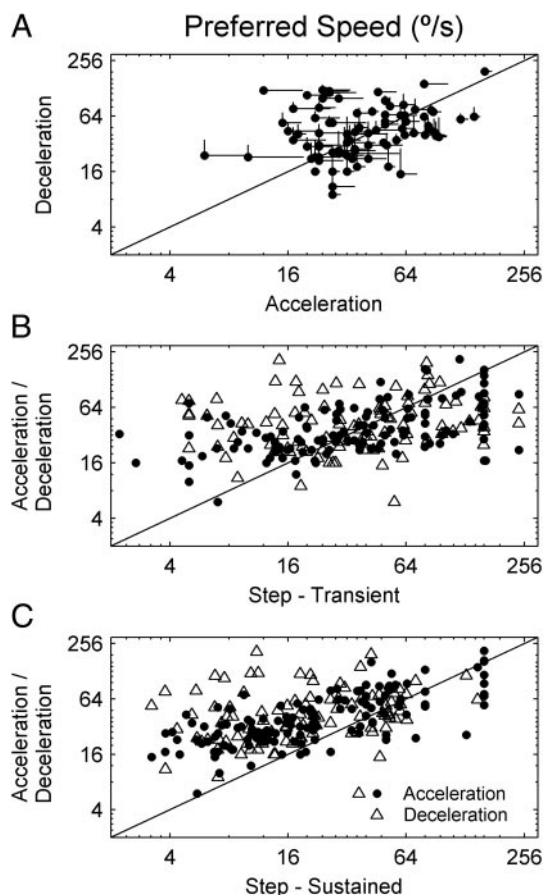 A
Preferred Speed (º/s)
256
64
16
4
Deceleration
4 16 64 256
Acceleration
B
256
64
16
4
Acceleration /
Deceleration
4 16 64 256
Step - Transient
C
256
64
16
4
Acceleration /
Deceleration
Acceleration
Deceleration
4 16 64 256
Step - Sustained